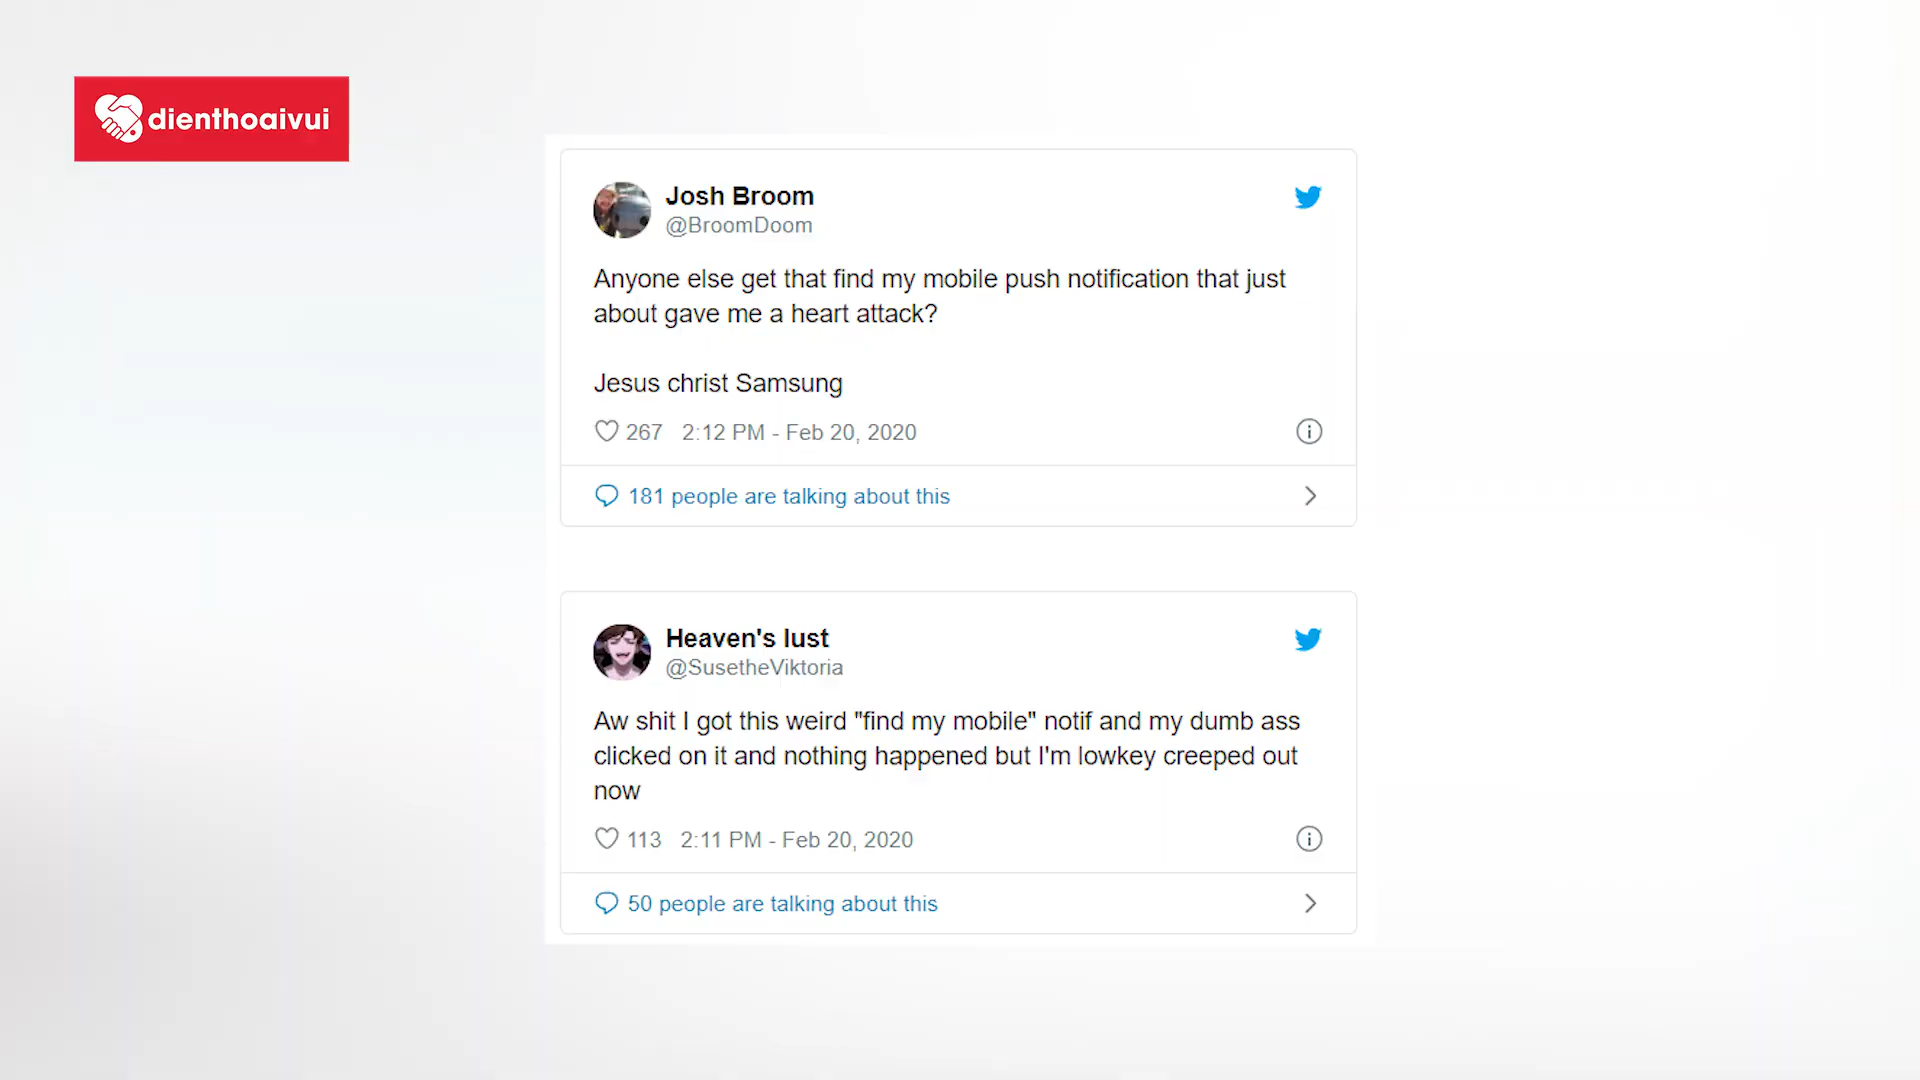 dienthoaivui
Josh Broom
@BroomDoom
Anyone else get that find my mobile push notification that just
about gave me a heart attack?
Jesus christ Samsung
267 2:12 PM - Feb 20, 2020
181 people are talking about this
Heaven's lust
@SusetheViktoria
Aw shit I got this weird "find my mobile" notif and my dumb ass
clicked on it and nothing happened but I'm lowkey creeped out
now
113 2:11 PM - Feb 20, 2020
50 people are talking about this